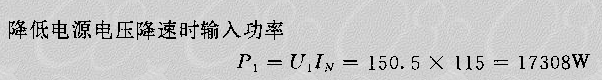 降低电源电压降速时输入功率
P₁ = U₁I_N = 150.5 × 115 = 17308W